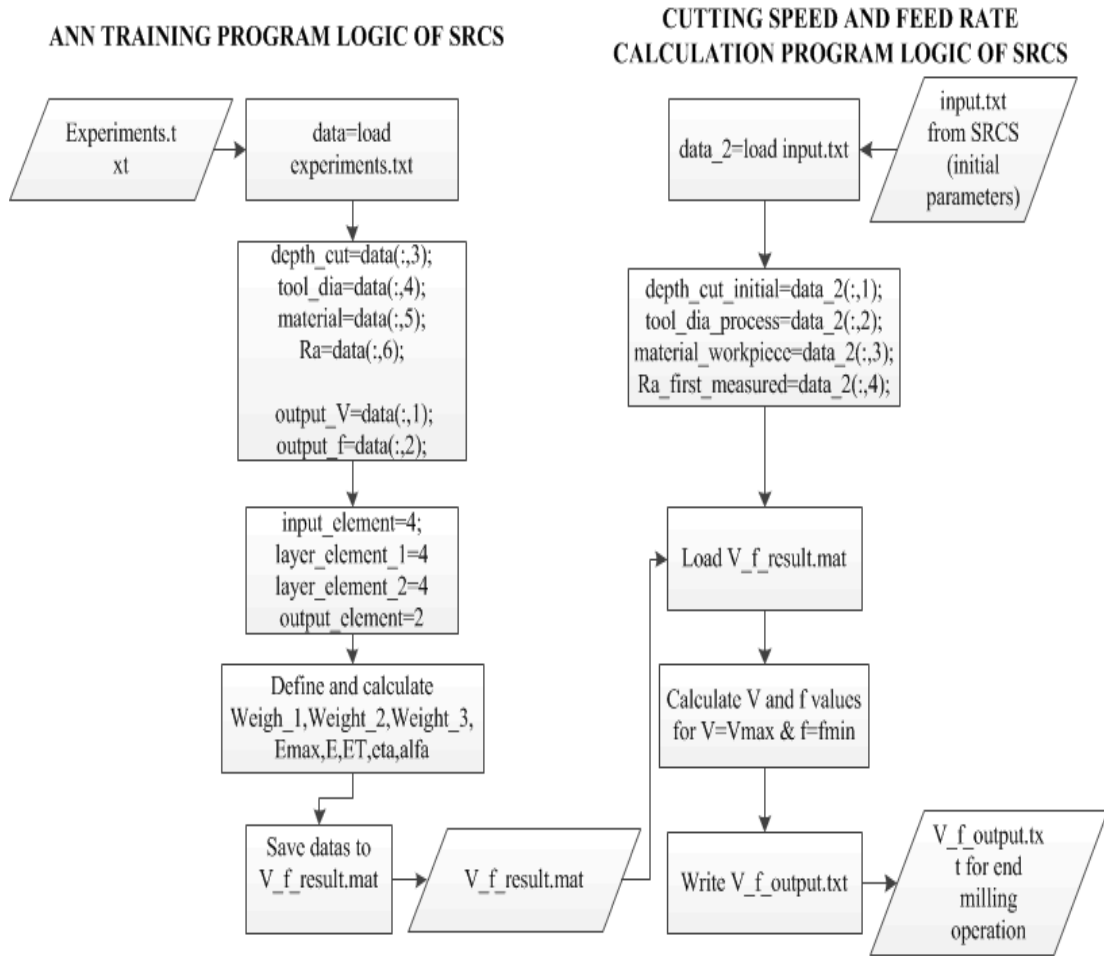 ANN TRAINING PROGRAM LOGIC OF SRCS
Experiments.t
xt
data=load
experiments.txt
depth_cut=data(:,3);
tool_dia=data(:,4);
material=data(:,5);
Ra=data(:,6);
output_V=data(:,1);
output_f=data(:,2);
input_element=4;
layer_element_1=4
layer_element_2=4
output_element=2
Define and calculate
Weigh_1,Weight_2,Weight_3,
Emax,E,ET,eta,alfa
Save datas to
V_f_result.mat
V_f_result.mat
CUTTING SPEED AND FEED RATE
CALCULATION PROGRAM LOGIC OF SRCS
input.txt
from SRCS
(initial
parameters)
data_2=load input.txt
depth_cut_initial=data_2(:,1);
tool_dia_process=data_2(:,2);
material_workpiece=data_2(:,3);
Ra_first_measured=data_2(:,4);
Load V_f_result.mat
Calculate V and f values
for V=Vmax & f=fmin
Write V_f_output.txt
V_f_output.tx
t for end
milling
operation